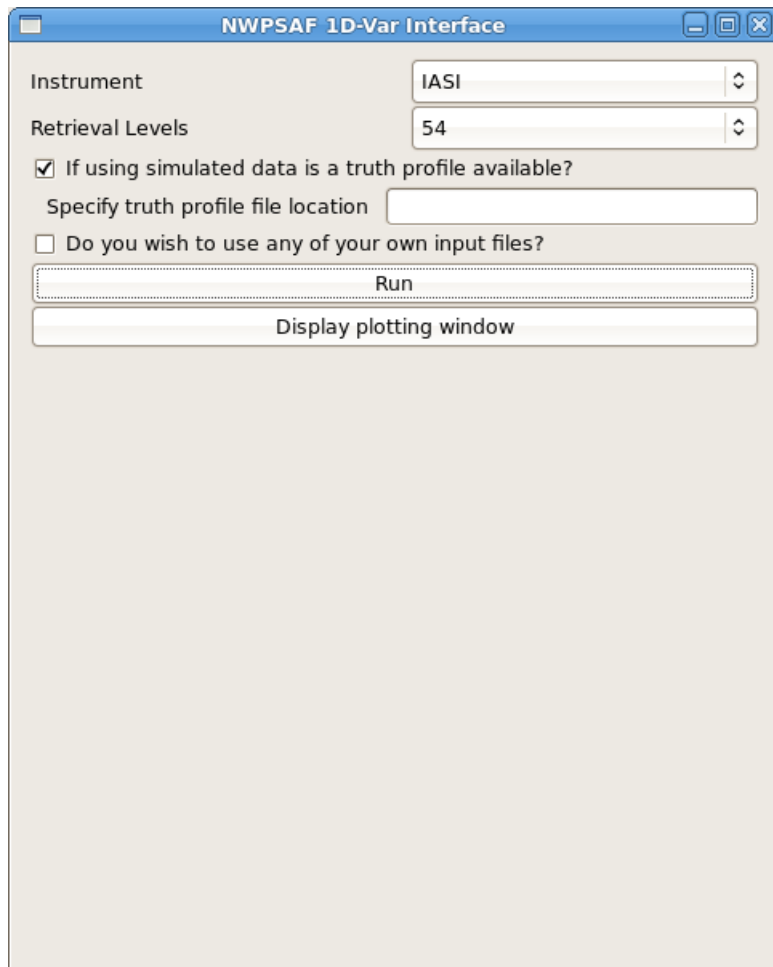 NWPSAF 1D-Var Interface
Instrument IASI
Retrieval Levels 54
If using simulated data is a truth profile available?
Specify truth profile file location
Do you wish to use any of your own input files?
Run
Display plotting window